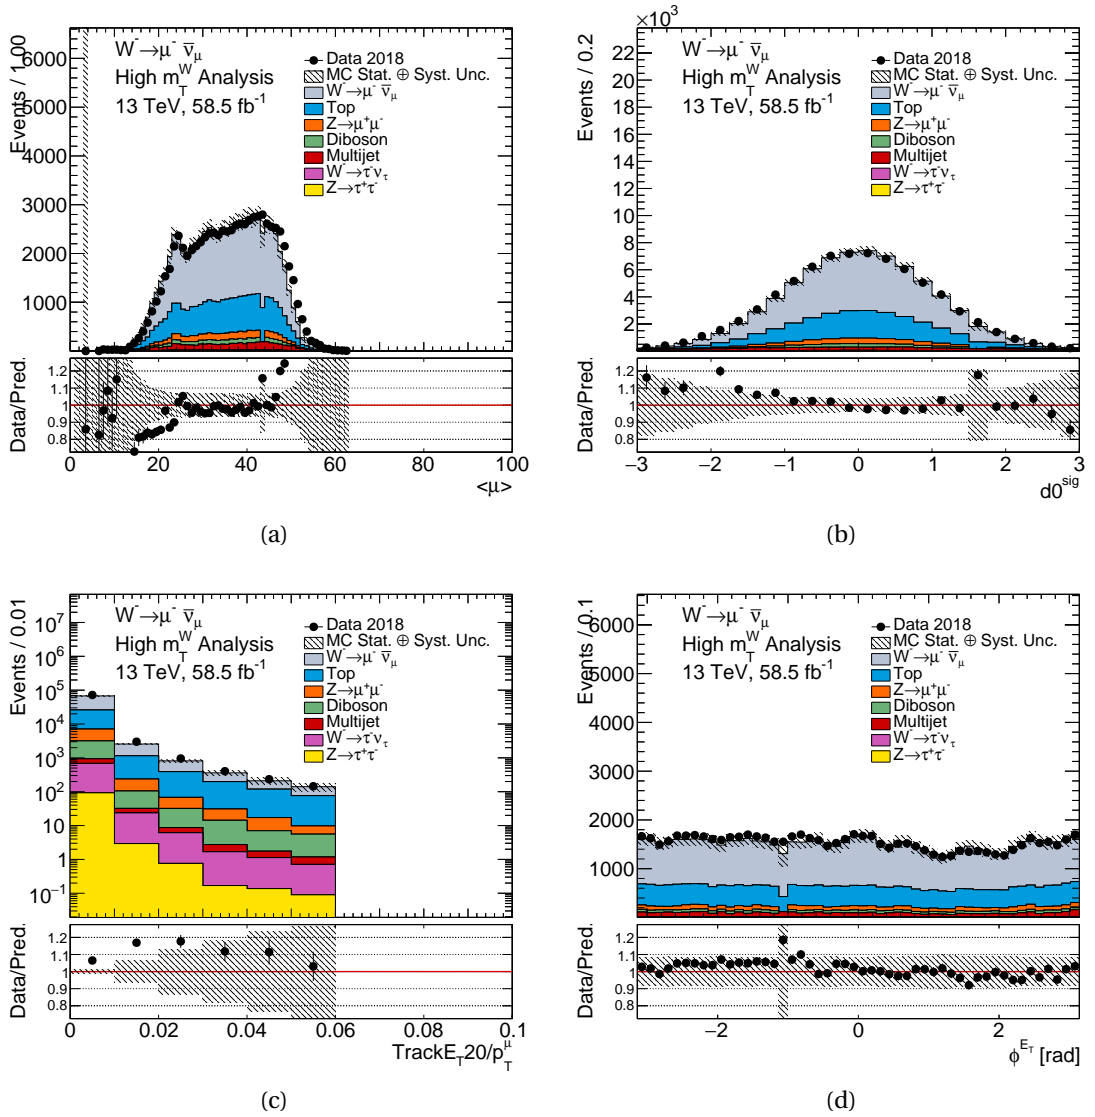 Events / 1.00
6000
5000
4000
3000
2000
1000
W⁻→μ⁻ ν̄μ
High mTW Analysis
13 TeV, 58.5 fb⁻¹
Data 2018
MC Stat. ⊕ Syst. Unc.
W⁻→μ⁻ ν̄μ
Top
Z→μ⁺μ⁻
Diboson
Multijet
W⁻→τ⁻ντ
Z→τ⁺τ⁻
Data/Pred.
1.2
1.1
1
0.9
0.8
0 20 40 60 80 100
<μ>
(a)
×10³
Events / 0.2
22
20
18
16
14
12
10
8
6
4
2
W⁻→μ⁻ ν̄μ
High mTW Analysis
13 TeV, 58.5 fb⁻¹
Data 2018
MC Stat. ⊕ Syst. Unc.
W⁻→μ⁻ ν̄μ
Top
Z→μ⁺μ⁻
Diboson
Multijet
W⁻→τ⁻ντ
Z→τ⁺τ⁻
Data/Pred.
1.2
1.1
1
0.9
0.8
−3 −2 −1 0 1 2 3
d0sig
(b)
Events / 0.01
10⁷
10⁶
10⁵
10⁴
10³
10²
10
1
10⁻¹
W⁻→μ⁻ ν̄μ
High mTW Analysis
13 TeV, 58.5 fb⁻¹
Data 2018
MC Stat. ⊕ Syst. Unc.
W⁻→μ⁻ ν̄μ
Top
Z→μ⁺μ⁻
Diboson
Multijet
W⁻→τ⁻ντ
Z→τ⁺τ⁻
Data/Pred.
1.2
1.1
1
0.9
0.8
0 0.02 0.04 0.06 0.08 0.1
TrackET20/pTμ
(c)
Events / 0.1
6000
5000
4000
3000
2000
1000
W⁻→μ⁻ ν̄μ
High mTW Analysis
13 TeV, 58.5 fb⁻¹
Data 2018
MC Stat. ⊕ Syst. Unc.
W⁻→μ⁻ ν̄μ
Top
Z→μ⁺μ⁻
Diboson
Multijet
W⁻→τ⁻ντ
Z→τ⁺τ⁻
Data/Pred.
1.2
1.1
1
0.9
0.8
−2 0 2
ϕET [rad]
(d)